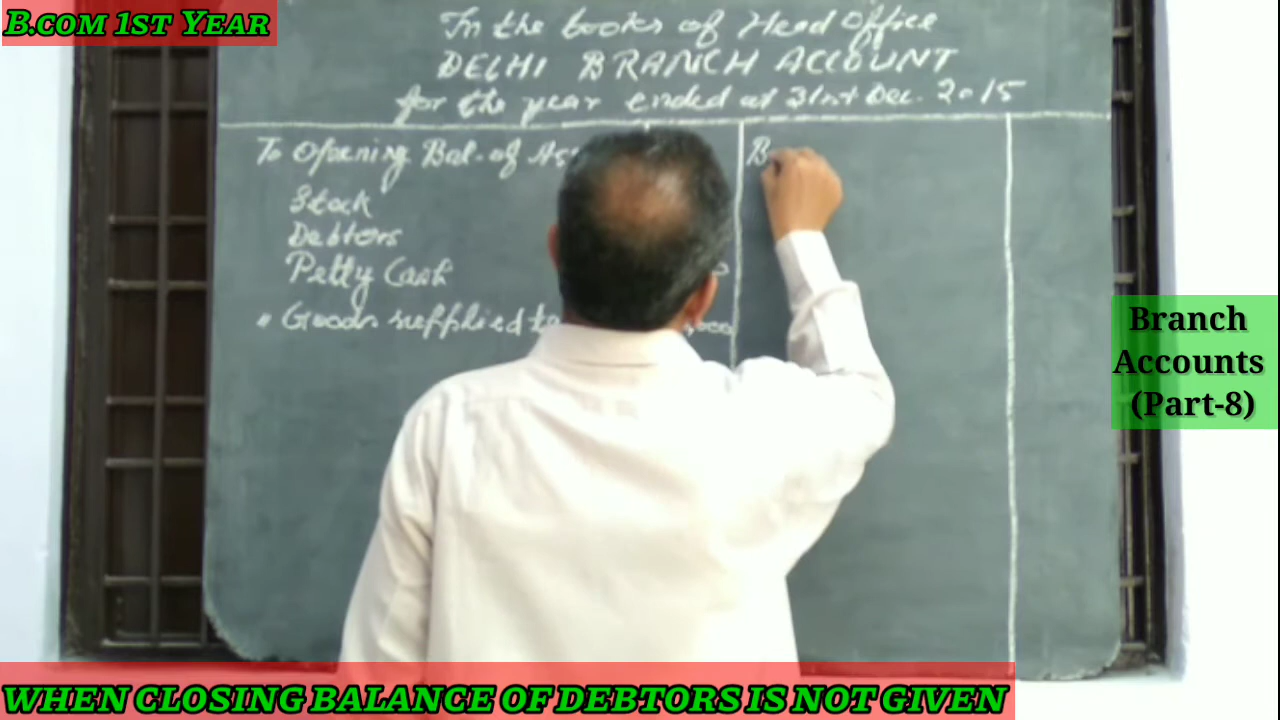 B.com 1st Year
In the books of Head Office
DELHI BRANCH ACCOUNT
for the year ended at 31st Dec. 2015
To Opening Bal. of
B
Stock
Debtors
Petty Cash
" Goods supplied to
Branch
Accounts
(Part-8)
WHEN CLOSING BALANCE OF DEBTORS IS NOT GIVEN